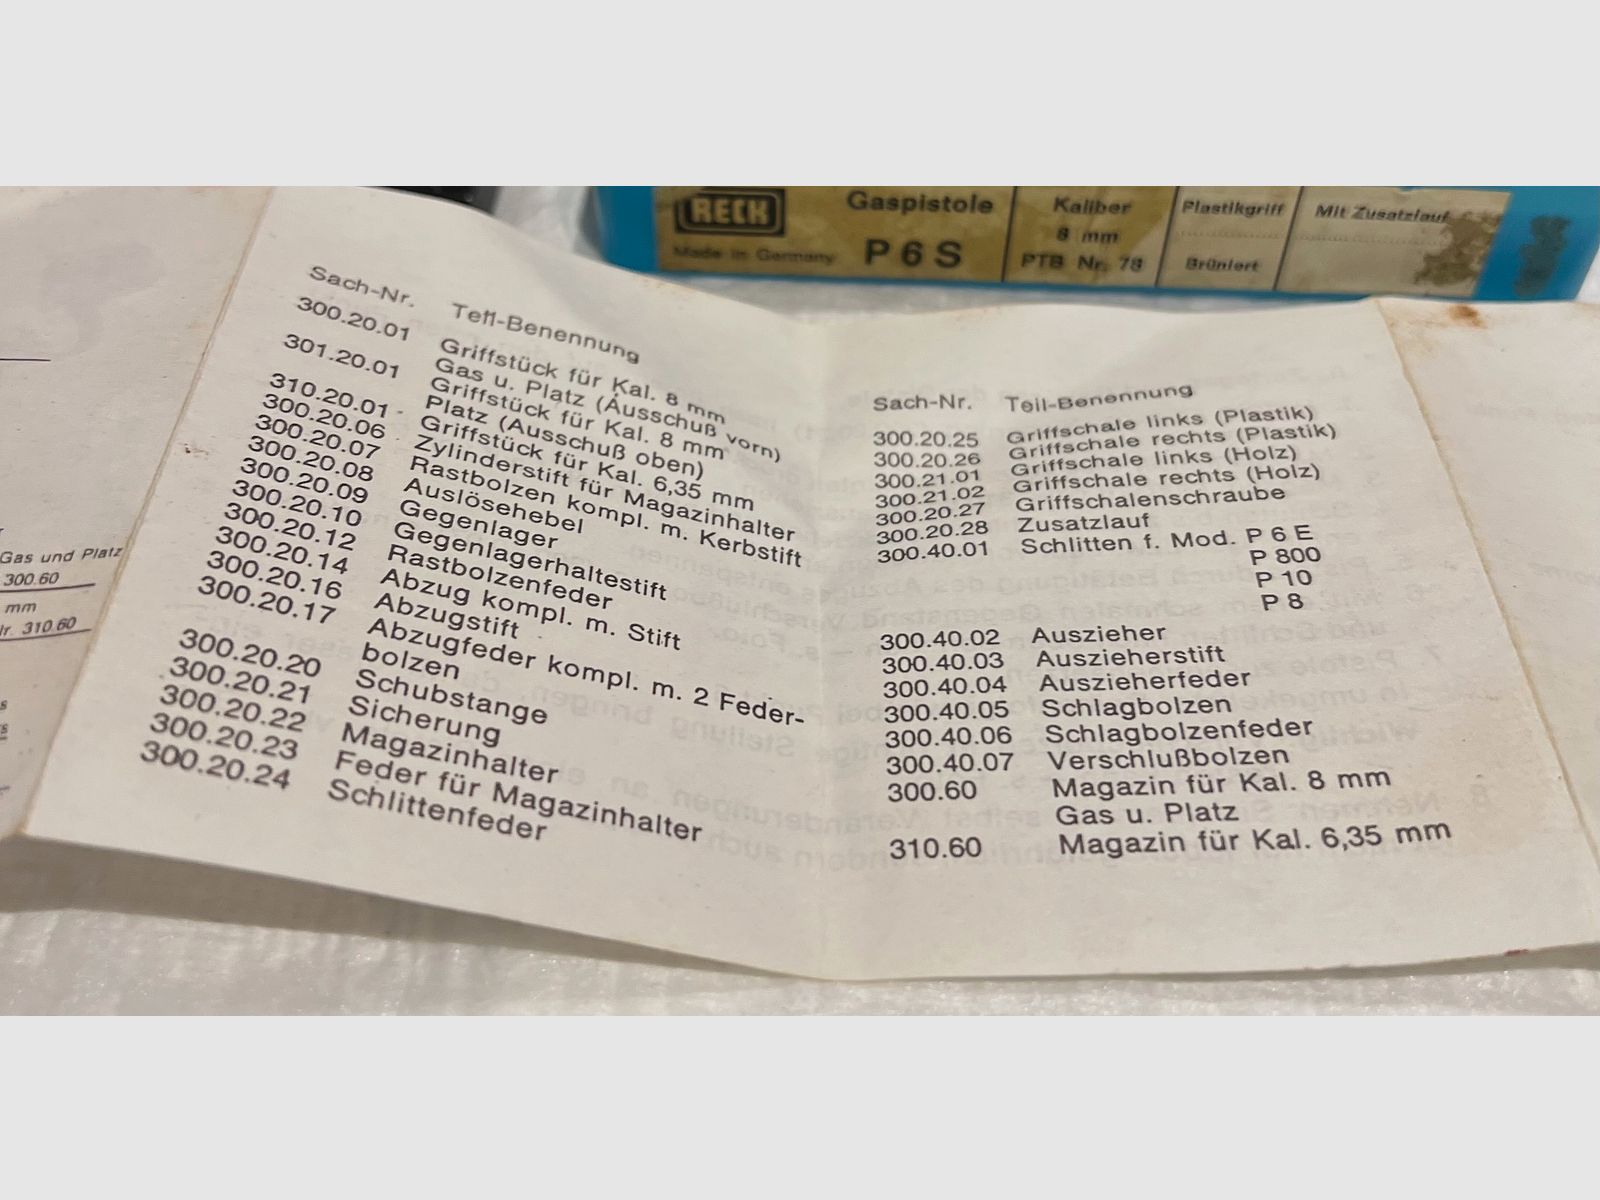 RECK
Made in Germany
Gaspistole
P 6 S
Kaliber
8 mm
PTB Nr. 78
Plastikgriff
Brüniert
Mit Zusatzlauf
Gas und Platz
300.60
mm
Nr. 310.60
Sach-Nr. Teil-Benennung
300.20.01 Griffstück für Kal. 8 mm
Gas u. Platz (Ausschuß vorn)
301.20.01 Griffstück für Kal. 8 mm
Platz (Ausschuß oben)
310.20.01 Griffstück für Kal. 6,35 mm
300.20.06 Zylinderstift für Magazinhalter
300.20.07 Rastbolzen kompl. m. Kerbstift
300.20.08 Auslösehebel
300.20.09 Gegenlager
300.20.10 Gegenlagerhaltestift
300.20.12 Rastbolzenfeder
300.20.14 Abzug kompl. m. Stift
300.20.16 Abzugstift
300.20.17 Abzugfeder kompl. m. 2 Feder-
bolzen
300.20.20 Schubstange
300.20.21 Sicherung
300.20.22 Magazinhalter
300.20.23 Feder für Magazinhalter
300.20.24 Schlittenfeder
Sach-Nr. Teil-Benennung
300.20.25 Griffschale links (Plastik)
300.20.26 Griffschale rechts (Plastik)
300.21.01 Griffschale links (Holz)
300.21.02 Griffschale rechts (Holz)
300.20.27 Griffschalenschraube
300.20.28 Zusatzlauf
300.40.01 Schlitten f. Mod. P 6 E
P 800
P 10
P 8
300.40.02 Auszieher
300.40.03 Auszieherstift
300.40.04 Auszieherfeder
300.40.05 Schlagbolzen
300.40.06 Schlagbolzenfeder
300.40.07 Verschlußbolzen
300.60 Magazin für Kal. 8 mm
Gas u. Platz
310.60 Magazin für Kal. 6,35 mm